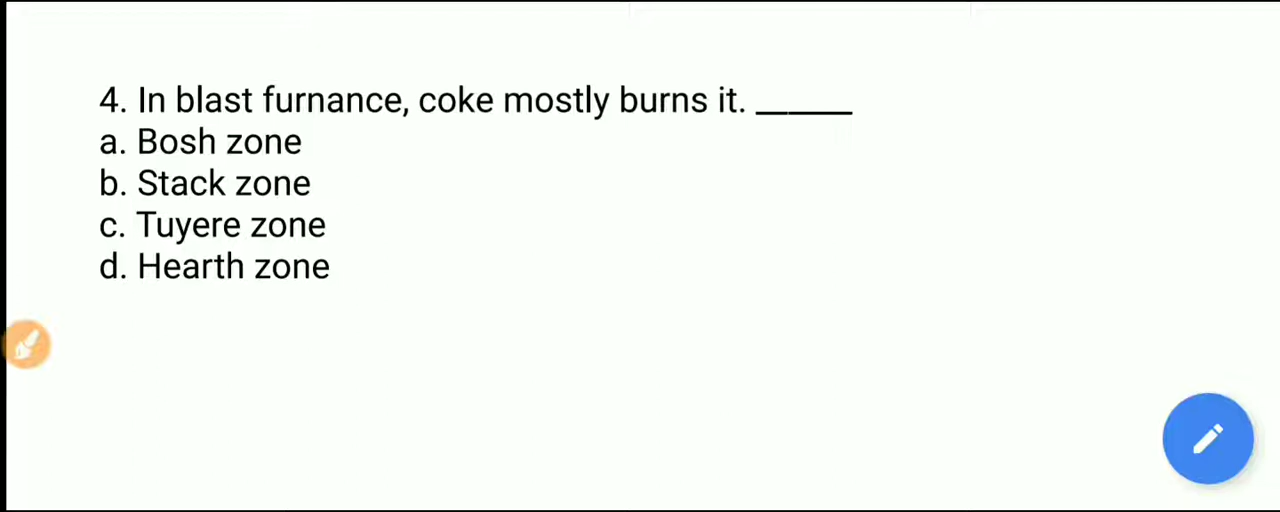 4. In blast furnance, coke mostly burns it. ______
a. Bosh zone
b. Stack zone
c. Tuyere zone
d. Hearth zone